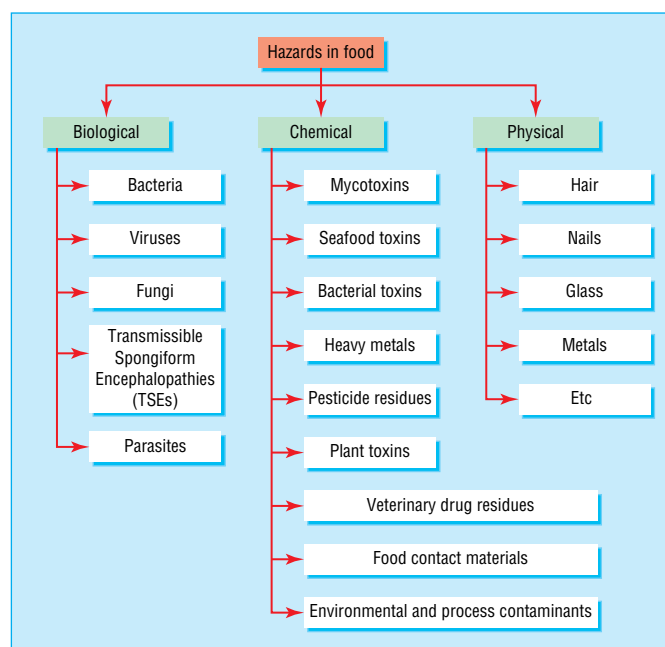 Hazards in food
Biological
Bacteria
Viruses
Fungi
Transmissible
Spongiform
Encephalopathies
(TSEs)
Parasites
Chemical
Mycotoxins
Seafood toxins
Bacterial toxins
Heavy metals
Pesticide residues
Plant toxins
Veterinary drug residues
Food contact materials
Environmental and process contaminants
Physical
Hair
Nails
Glass
Metals
Etc